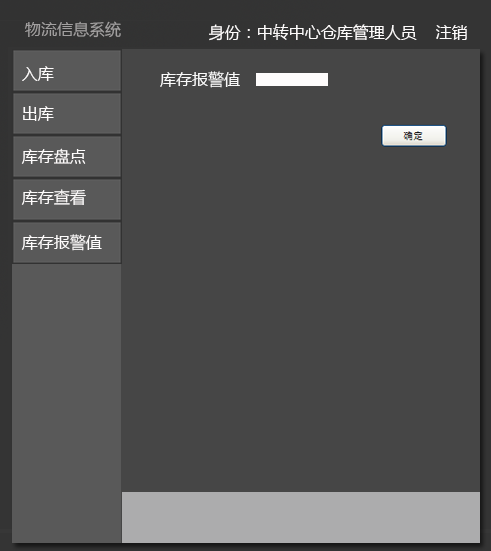 物流信息系统
身份：中转中心仓库管理人员 注销
入库
出库
库存盘点
库存查看
库存报警值
库存报警值
确定